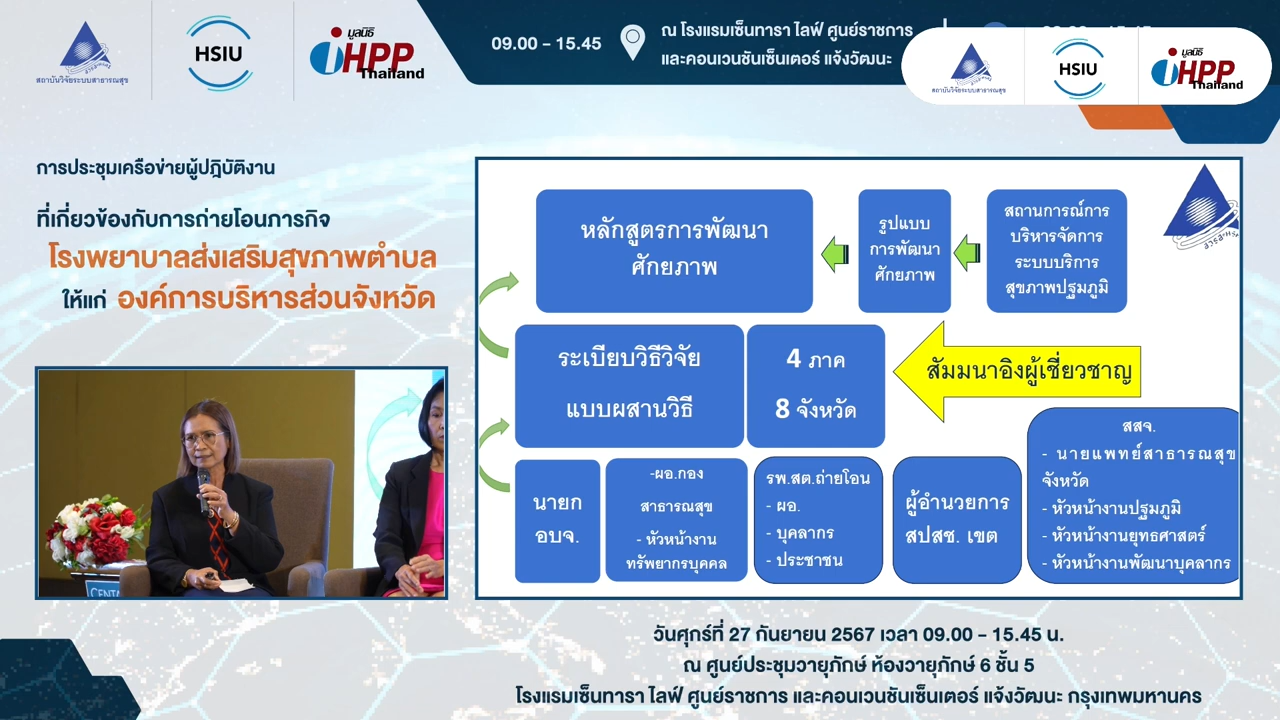 สถาบันวิจัยระบบสาธารณสุข
HSIU
มูลนิธิ
iHPP
Thailand
09.00 - 15.45
ณ โรงแรมเซ็นทารา ไลฟ์ ศูนย์ราชการ
และคอนเวนชันเซ็นเตอร์ แจ้งวัฒนะ
สถาบันวิจัยระบบสาธารณสุข
HSIU
มูลนิธิ
iHPP
Thailand
การประชุมเครือข่ายผู้ปฎิบัติงาน
ที่เกี่ยวข้องกับการถ่ายโอนภารกิจ
โรงพยาบาลส่งเสริมสุขภาพตำบล
ให้แก่ องค์การบริหารส่วนจังหวัด
หลักสูตรการพัฒนา
ศักยภาพ
รูปแบบ
การพัฒนา
ศักยภาพ
สถานการณ์การ
บริหารจัดการ
ระบบบริการ
สุขภาพปฐมภูมิ
ระเบียบวิธีวิจัย
แบบผสานวิธี
4 ภาค
8 จังหวัด
สัมมนาอิงผู้เชี่ยวชาญ
นายก
อบจ.
-ผอ.กอง
สาธารณสุข
- หัวหน้างาน
ทรัพยากรบุคคล
รพ.สต.ถ่ายโอน
- ผอ.
- บุคลากร
- ประชาชน
ผู้อำนวยการ
สปสช. เขต
สสจ.
- นายแพทย์สาธารณสุข
จังหวัด
- หัวหน้างานปฐมภูมิ
- หัวหน้างานยุทธศาสตร์
- หัวหน้างานพัฒนาบุคลากร
วันศุกร์ที่ 27 กันยายน 2567 เวลา 09.00 - 15.45 น.
ณ ศูนย์ประชุมวายุภักษ์ ห้องวายุภักษ์ 6 ชั้น 5
โรงแรมเซ็นทารา ไลฟ์ ศูนย์ราชการ และคอนเวนชันเซ็นเตอร์ แจ้งวัฒนะ กรุงเทพมหานคร